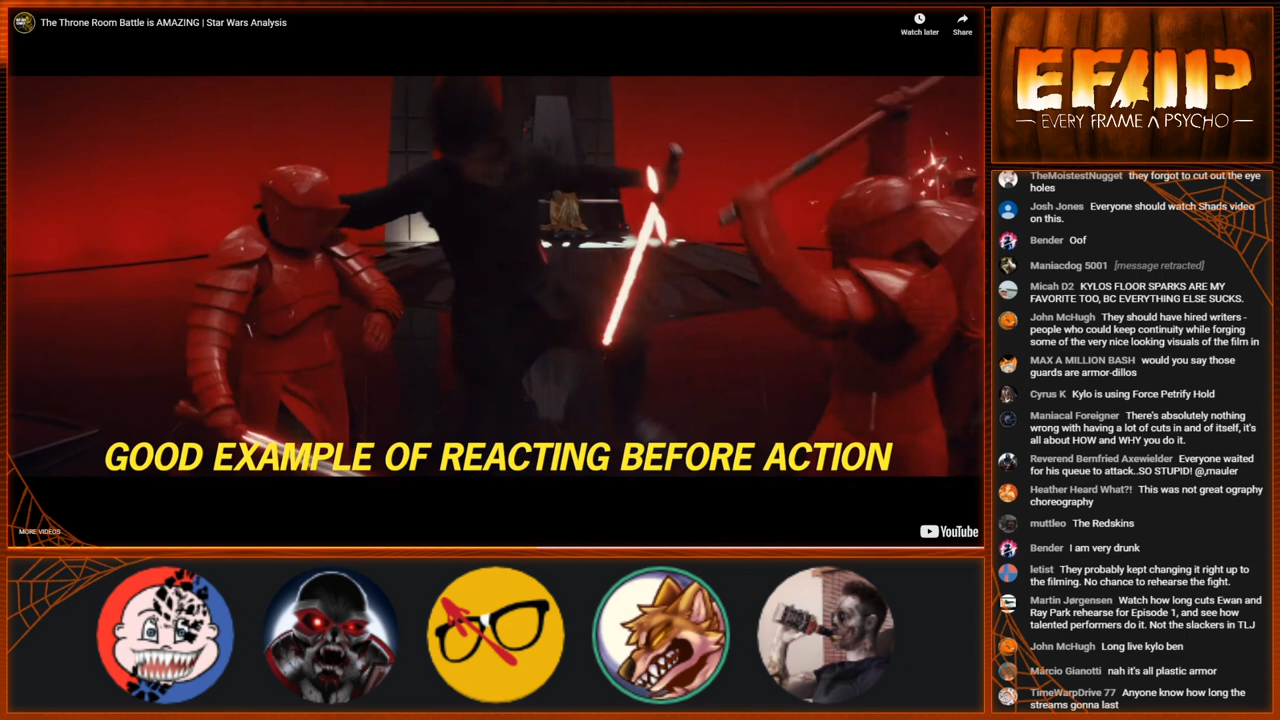 The Throne Room Battle is AMAZING | Star Wars Analysis
Watch later
Share
GOOD EXAMPLE OF REACTING BEFORE ACTION
MORE VIDEOS
YouTube
EFAP
EVERY FRAME A PSYCHO
TheMoistestNugget they forgot to cut out the eye
holes
Josh Jones Everyone should watch Shads video
on this.
Bender Oof
Maniacdog 5001 [message retracted]
Micah D2 KYLOS FLOOR SPARKS ARE MY
FAVORITE TOO, BC EVERYTHING ELSE SUCKS.
John McHugh They should have hired writers -
people who could keep continuity while forging
some of the very nice looking visuals of the film in
MAX A MILLION BASH would you say those
guards are armor-dillos
Cyrus K Kylo is using Force Petrify Hold
Maniacal Foreigner There's absolutely nothing
wrong with having a lot of cuts in and of itself, it's
all about HOW and WHY you do it.
Reverend Bernfried Axewielder Everyone waited
for his queue to attack..SO STUPID! @,mauler
Heather Heard What?! This was not great ography
choreography
muttleo The Redskins
Bender I am very drunk
letist They probably kept changing it right up to
the filming. No chance to rehearse the fight.
Martin Jørgensen Watch how long cuts Ewan and
Ray Park rehearse for Episode 1, and see how
talented performers do it. Not the slackers in TLJ
John McHugh Long live kylo ben
Márcio Gianotti nah it's all plastic armor
TimeWarpDrive 77 Anyone know how long the
streams gonna last